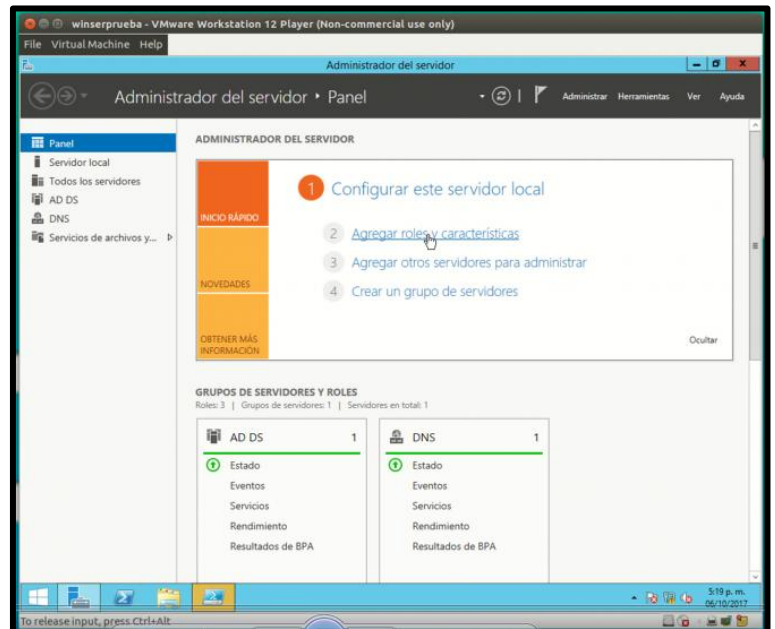 winserprueba - VMware Workstation 12 Player (Non-commercial use only)
File Virtual Machine Help
Administrador del servidor
Administrador del servidor ‣ Panel
Administrar Herramientas Ver Ayuda
Panel
Servidor local
Todos los servidores
AD DS
DNS
Servicios de archivos y...
ADMINISTRADOR DEL SERVIDOR
INICIO RÁPIDO
NOVEDADES
OBTENER MÁS
INFORMACIÓN
1 Configurar este servidor local
2 Agregar roles y características
3 Agregar otros servidores para administrar
4 Crear un grupo de servidores
Ocultar
GRUPOS DE SERVIDORES Y ROLES
Roles: 3 | Grupos de servidores: 1 | Servidores en total: 1
AD DS 1
Estado
Eventos
Servicios
Rendimiento
Resultados de BPA
DNS 1
Estado
Eventos
Servicios
Rendimiento
Resultados de BPA
5:19 p. m.
06/10/2017
To release input, press Ctrl+Alt